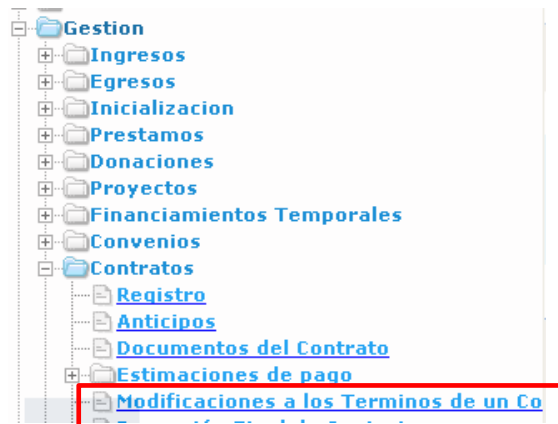 Gestion
Ingresos
Egresos
Inicializacion
Prestamos
Donaciones
Proyectos
Financiamientos Temporales
Convenios
Contratos
Registro
Anticipos
Documentos del Contrato
Estimaciones de pago
Modificaciones a los Terminos de un Co